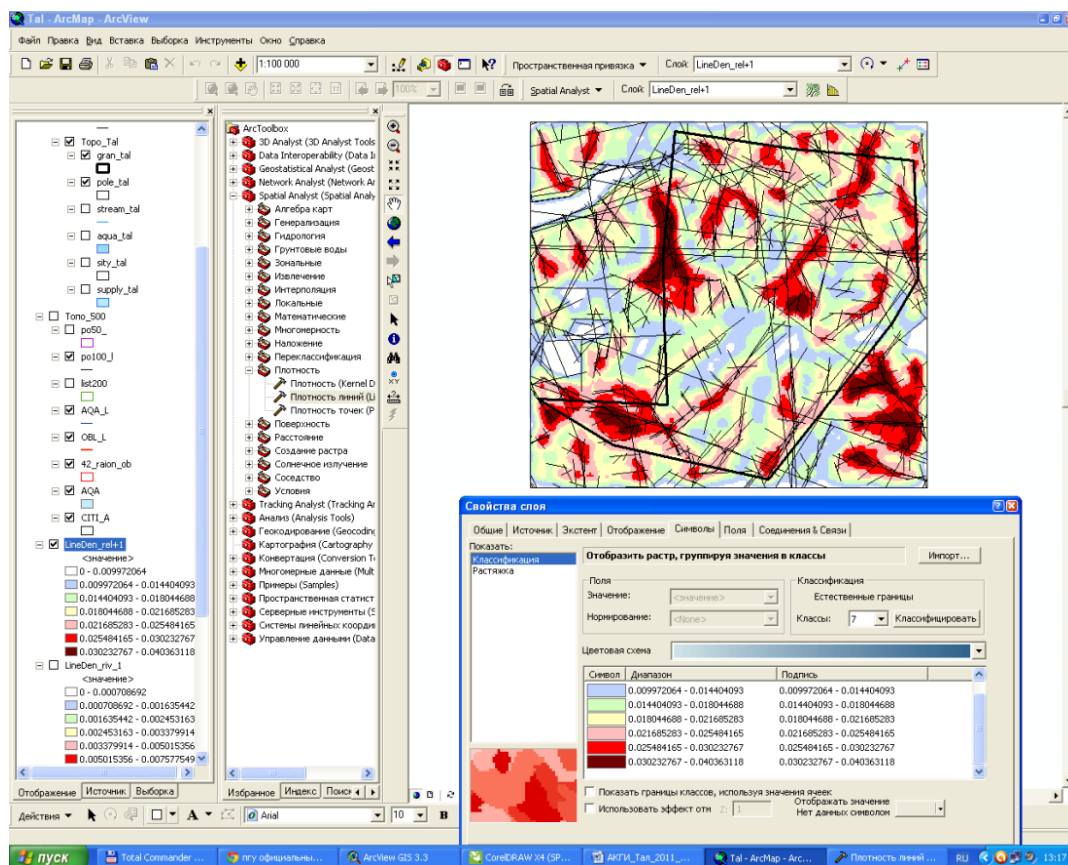 Tal - ArcMap - ArcView
Файл Правка Вид Вставка Выборка Инструменты Окно Справка
1:100 000
Пространственная привязка
Слой:
LineDen_rel+1
100%
Spatial Analyst
Слой:
LineDen_rel+1
Topo_Tal
gran_tal
pole_tal
stream_tal
aqua_tal
sity_tal
supply_tal
Топо_500
po50_
po100_l
list200
AQA_L
OBL_L
42_raion_ob
AQA
CITI_A
LineDen_rel+1
<значение>
0 - 0.009972064
0.009972064 - 0.014404093
0.014404093 - 0.018044688
0.018044688 - 0.021685283
0.021685283 - 0.025484165
0.025484165 - 0.030232767
0.030232767 - 0.040363118
LineDen_riv_1
<значение>
0 - 0.000708692
0.000708692 - 0.001635442
0.001635442 - 0.002453163
0.002453163 - 0.003379914
0.003379914 - 0.005015356
0.005015356 - 0.007577549
Отображение Источник Выборка
ArcToolbox
3D Analyst (3D Analyst Tools
Data Interoperability (Data I
Geostatistical Analyst (Geost
Network Analyst (Network Ar
Spatial Analyst (Spatial Analy
Алгебра карт
Генерализация
Гидрология
Грунтовые воды
Зональные
Извлечение
Интерполяция
Локальные
Математические
Многомерность
Наложение
Переклассификация
Плотность
Плотность (Kernel D
Плотность линий (Li
Плотность точек (P
Поверхность
Расстояние
Создание растра
Солнечное излучение
Соседство
Условия
Tracking Analyst (Tracking Ar
Анализ (Analysis Tools)
Геокодирование (Geocoding
Картография (Cartography
Конвертация (Conversion T
Многомерные данные (Mult
Примеры (Samples)
Пространственная статист
Серверные инструменты (S
Системы линейных коорди
Управление данными (Data
Избранное Индекс Поиск
XY
Свойства слоя
Общие Источник Экстент Отображение Символы Поля Соединения & Связи
Показать:
Классификация
Растяжка
Отобразить растр, группируя значения в классы
Импорт...
Поля
Значение:
<значение>
Нормирование:
<None>
Классификация
Естественные границы
Классы:
7
Классифицировать
Цветовая схема
Символ Диапазон Подпись
0.009972064 - 0.014404093 0.009972064 - 0.014404093
0.014404093 - 0.018044688 0.014404093 - 0.018044688
0.018044688 - 0.021685283 0.018044688 - 0.021685283
0.021685283 - 0.025484165 0.021685283 - 0.025484165
0.025484165 - 0.030232767 0.025484165 - 0.030232767
0.030232767 - 0.040363118 0.030232767 - 0.040363118
Показать границы классов, используя значения ячеек
Использовать эффект отм Z: 1
Отображать значение
Нет данных символом
Действия
A
Arial
10
B
пуск
Total Commander ...
пгу официальны...
ArcView GIS 3.3
CorelDRAW X4 (SP...
АКГИ_Тал_2011_...
Tal - ArcMap - Arc...
Плотность линий ...
RU
13:17